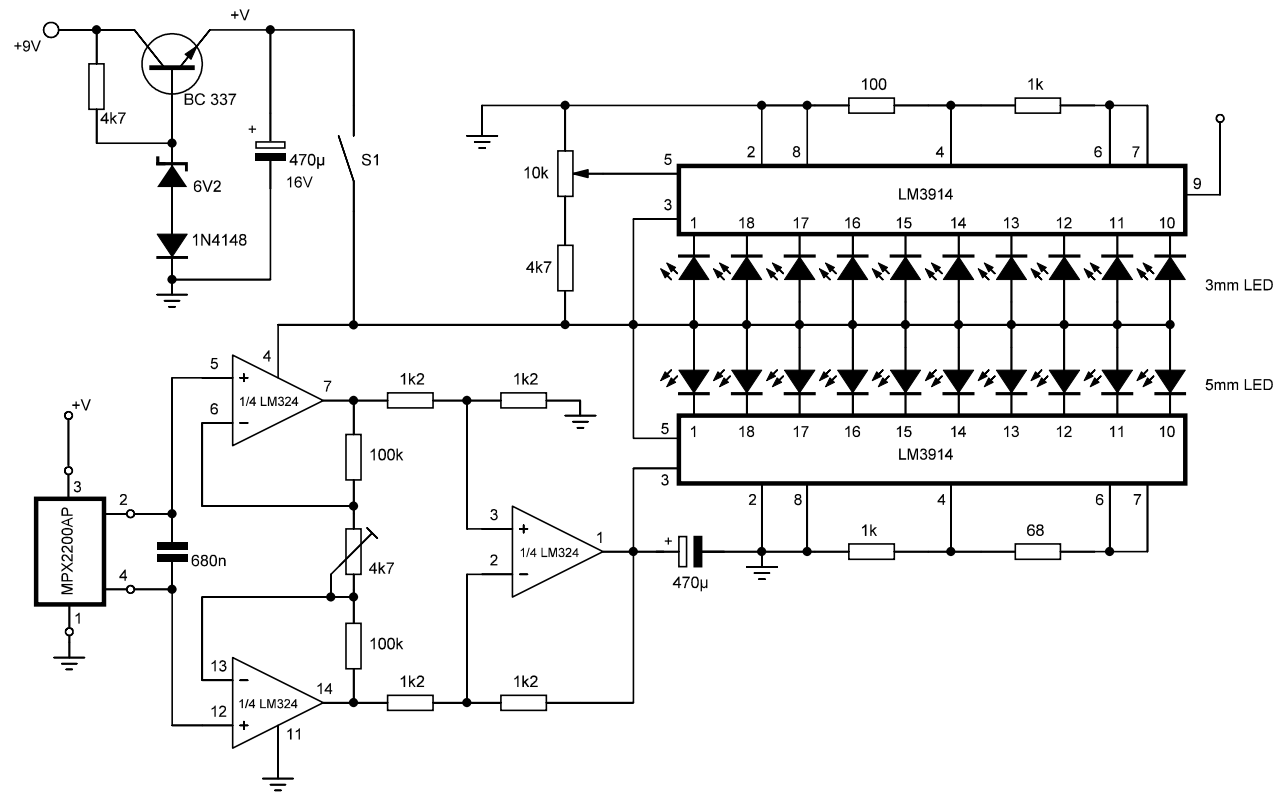 +V
+9V
BC 337
4k7
+
470µ
16V
S1
6V2
1N4148
100
1k
2
8
4
6
7
10k
5
3
LM3914
9
1
18
17
16
15
14
13
12
11
10
4k7
3mm LED
5mm LED
4
5
+
7
1k2
1k2
6
−
1/4 LM324
5
1
18
17
16
15
14
13
12
11
10
LM3914
3
+V
100k
3
2
MPX2200AP
680n
4
1
4k7
3
+
1
2
−
1/4 LM324
+
470µ
2
8
4
6
7
1k
68
100k
13
−
14
1k2
1k2
1/4 LM324
12
+
11